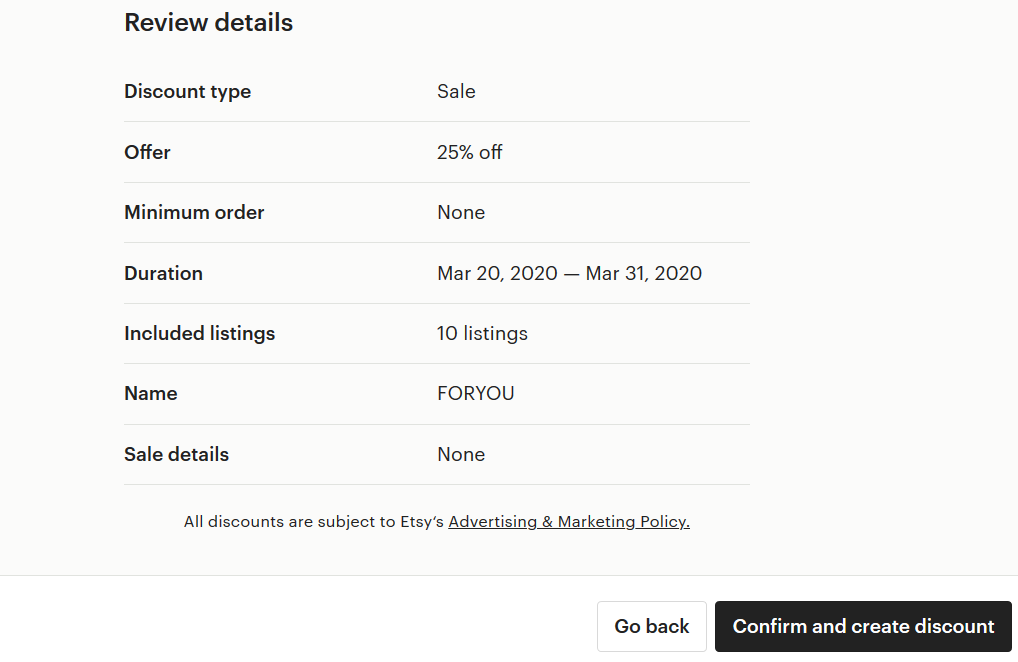 Review details
Discount type Sale
Offer 25% off
Minimum order None
Duration Mar 20, 2020 — Mar 31, 2020
Included listings 10 listings
Name FORYOU
Sale details None
All discounts are subject to Etsy’s Advertising & Marketing Policy.
Go back Confirm and create discount